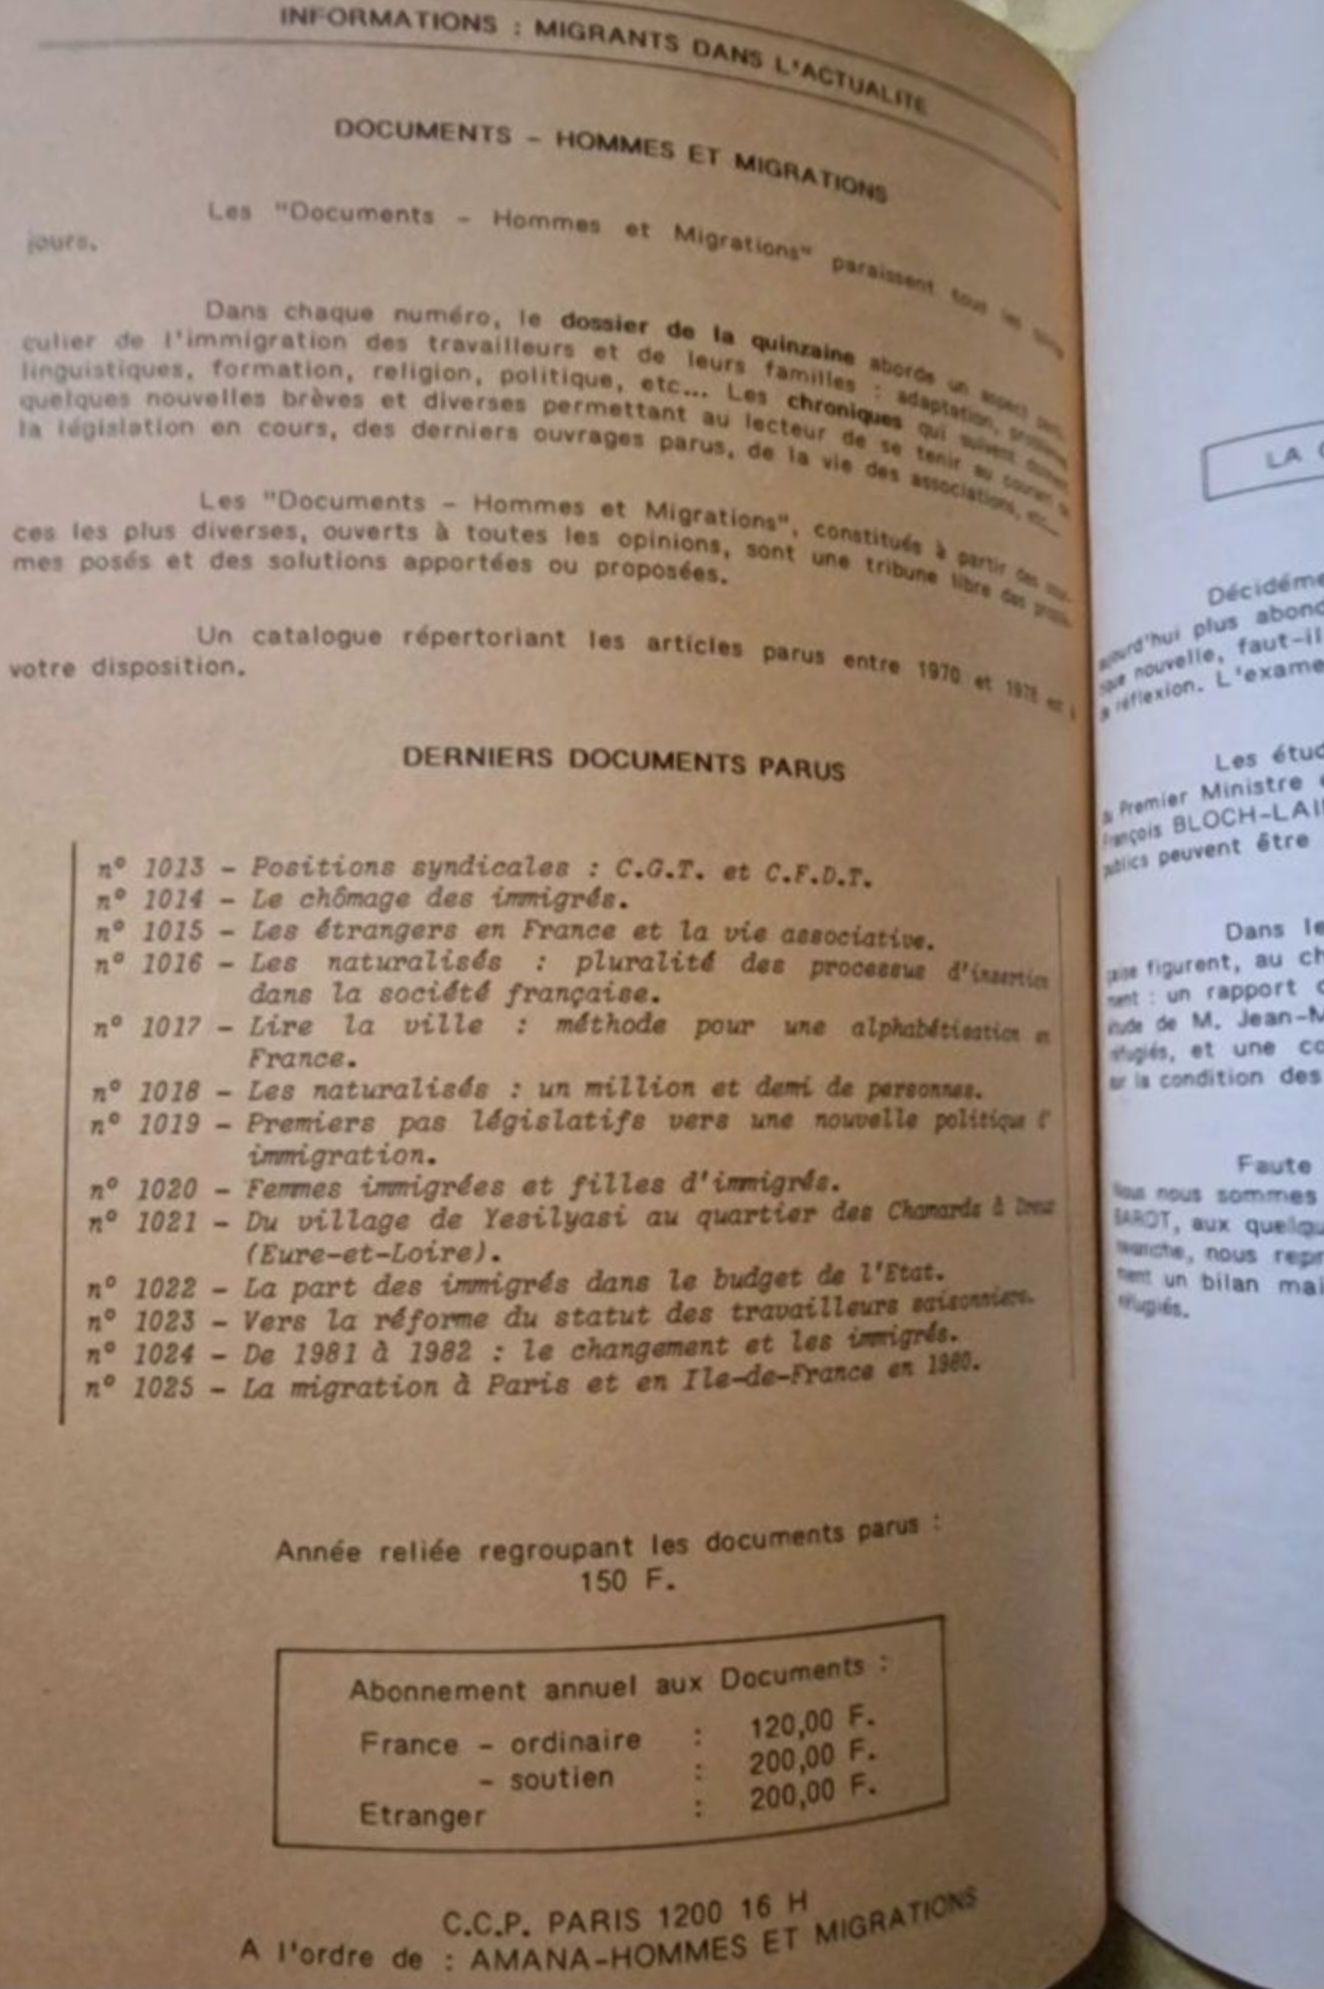 INFORMATIONS : MIGRANTS DANS L'ACTUALITE
DOCUMENTS - HOMMES ET MIGRATIONS
Les "Documents - Hommes et Migrations" paraissent tous les
jours.
Dans chaque numéro, le dossier de la quinzaine aborde un aspect
culier de l'immigration des travailleurs et de leurs familles : adaptation,
linguistiques, formation, religion, politique, etc... Les chroniques qui suivent
quelques nouvelles brèves et diverses permettant au lecteur de se tenir au courant
la législation en cours, des derniers ouvrages parus, de la vie des associations, etc...
Les "Documents - Hommes et Migrations", constitués à partir des
ces les plus diverses, ouverts à toutes les opinions, sont une tribune libre des
mes posés et des solutions apportées ou proposées.
Un catalogue répertoriant les articles parus entre 1970 et 1978 est à
votre disposition.
DERNIERS DOCUMENTS PARUS
n° 1013 - Positions syndicales : C.G.T. et C.F.D.T.
n° 1014 - Le chômage des immigrés.
n° 1015 - Les étrangers en France et la vie associative.
n° 1016 - Les naturalisés : pluralité des processus d'insertion
dans la société française.
n° 1017 - Lire la ville : méthode pour une alphabétisation
France.
n° 1018 - Les naturalisés : un million et demi de personnes.
n° 1019 - Premiers pas législatifs vers une nouvelle politique
immigration.
n° 1020 - Femmes immigrées et filles d'immigrés.
n° 1021 - Du village de Yesilyasi au quartier des Chamards à Dreux
(Eure-et-Loire).
n° 1022 - La part des immigrés dans le budget de l'Etat.
n° 1023 - Vers la réforme du statut des travailleurs saisonniers.
n° 1024 - De 1981 à 1982 : le changement et les immigrés.
n° 1025 - La migration à Paris et en Ile-de-France en 1980.
Année reliée regroupant les documents parus :
150 F.
Abonnement annuel aux Documents :
France - ordinaire : 120,00 F.
- soutien : 200,00 F.
Etranger : 200,00 F.
C.C.P. PARIS 1200 16 H
A l'ordre de : AMANA-HOMMES ET MIGRATIONS
LA
Décidéme
plus abond
nouvelle, faut-il
réflexion. L'exame
Les étud
Premier Ministre
François BLOCH-LAI
publics peuvent être
Dans le
figurent, au ch
un rapport
de M. Jean-M
et une co
la condition des
Faute
nous sommes
BAROT, aux quelqu
nous repr
un bilan mai
réfugiés.